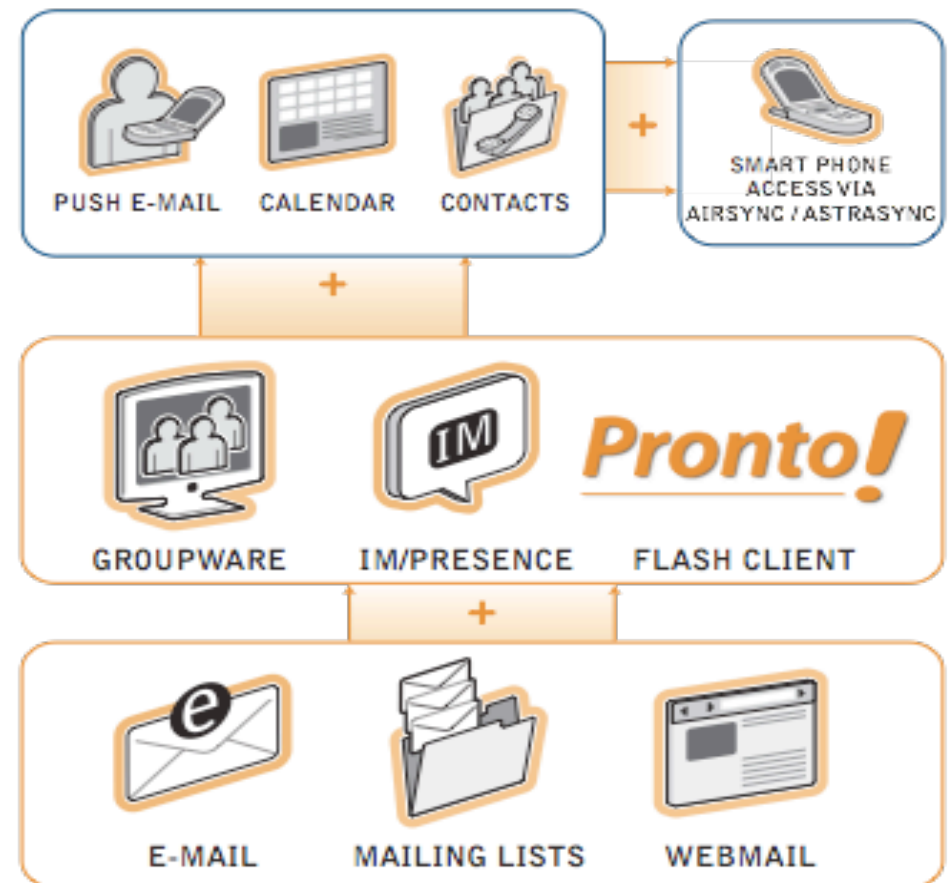 PUSH E-MAIL
CALENDAR
CONTACTS
+
SMART PHONE
ACCESS VIA
AIRSYNC / ASTRASYNC
+
IM
Pronto!
GROUPWARE
IM/PRESENCE
FLASH CLIENT
+
e
E-MAIL
MAILING LISTS
WEBMAIL